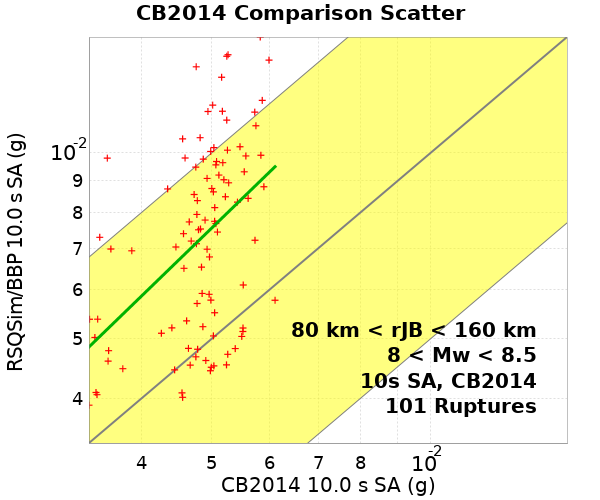 CB2014 Comparison Scatter
RSQSim/BBP 10.0 s SA (g)
10-2
9
8
7
6
5
4
80 km < rJB < 160 km
8 < Mw < 8.5
10s SA, CB2014
101 Ruptures
4 5 6 7 8 10-2
CB2014 10.0 s SA (g)